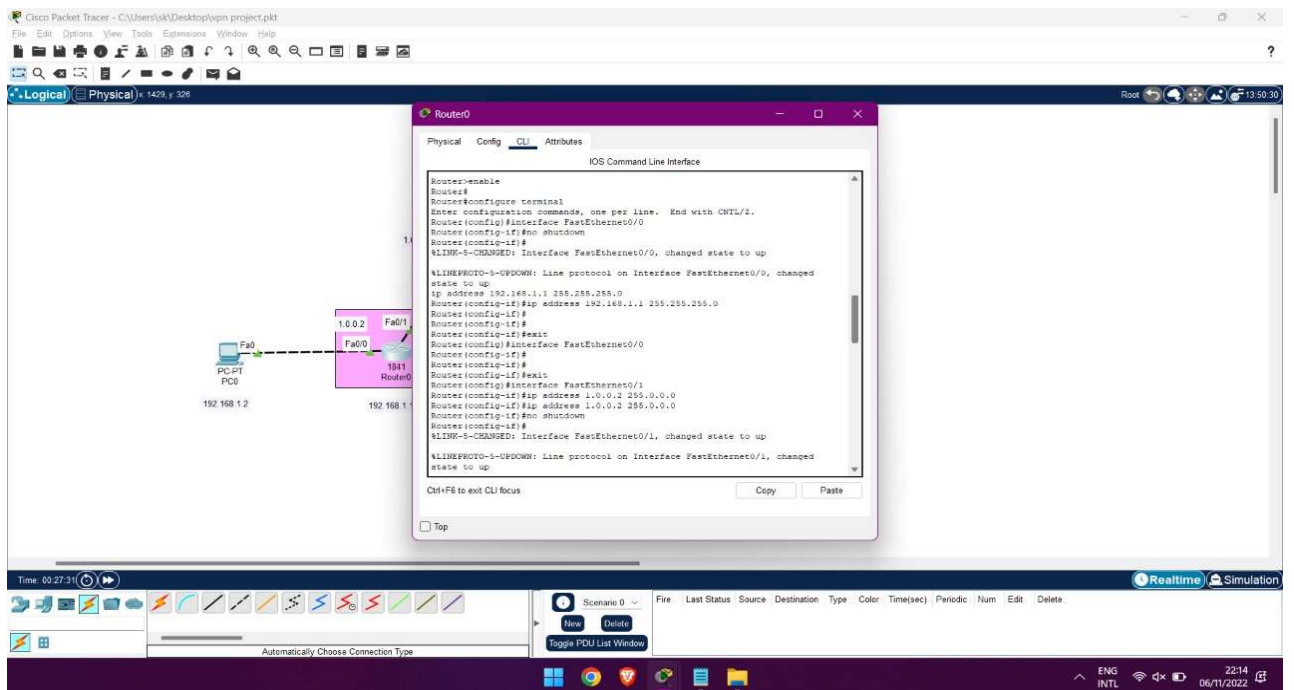 Cisco Packet Tracer - C:\Users\sk\Desktop\vpn project.pkt
File Edit Options View Tools Extensions Window Help
?
Logical Physical x 1429, y 326
Root 13:50:30
Router0
Physical Config CLI Attributes
IOS Command Line Interface
Router>enable
Router#
Router#configure terminal
Enter configuration commands, one per line. End with CNTL/Z.
Router(config)#interface FastEthernet0/0
Router(config-if)#no shutdown
Router(config-if)#
%LINK-5-CHANGED: Interface FastEthernet0/0, changed state to up
%LINEPROTO-5-UPDOWN: Line protocol on Interface FastEthernet0/0, changed
state to up
ip address 192.168.1.1 255.255.255.0
Router(config-if)#ip address 192.168.1.1 255.255.255.0
Router(config-if)#
Router(config-if)#
Router(config-if)#exit
Router(config)#interface FastEthernet0/0
Router(config-if)#
Router(config-if)#
Router(config-if)#exit
Router(config)#interface FastEthernet0/1
Router(config-if)#ip address 1.0.0.2 255.0.0.0
Router(config-if)#ip address 1.0.0.2 255.0.0.0
Router(config-if)#no shutdown
Router(config-if)#
%LINK-5-CHANGED: Interface FastEthernet0/1, changed state to up
%LINEPROTO-5-UPDOWN: Line protocol on Interface FastEthernet0/1, changed
state to up
Ctrl+F6 to exit CLI focus
Copy Paste
Top
1.0.0.2 Fa0/1
Fa0 Fa0/0
PC-PT
PC0
1841
Router0
192.168.1.2
192.168.1.1
Time: 00:27:31
Realtime Simulation
Scenario 0
New Delete
Toggle PDU List Window
Fire Last Status Source Destination Type Color Time(sec) Periodic Num Edit Delete
Automatically Choose Connection Type
ENG
INTL
22:14
06/11/2022